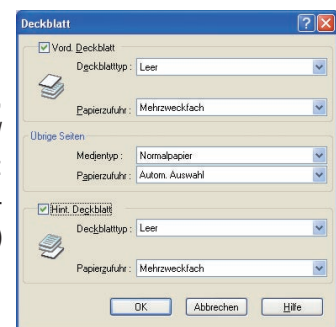 Deckblatt
Vord. Deckblatt
Deckblatttyp : Leer
Papierzufuhr : Mehrzweckfach
Übrige Seiten
Medientyp : Normalpapier
Papierzufuhr : Autom. Auswahl
Hint. Deckblatt
Deckblatttyp : Leer
Papierzufuhr : Mehrzweckfach
OK Abbrechen Hilfe